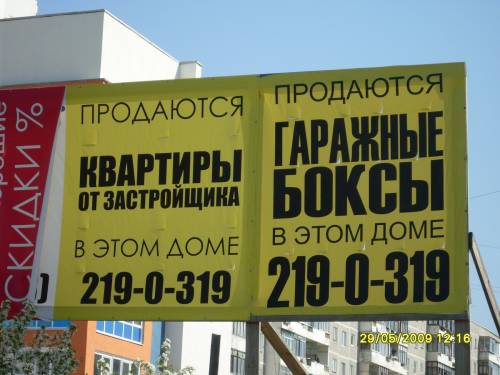 СКИДКИ %
ПРОДАЮТСЯ
КВАРТИРЫ
ОТ ЗАСТРОЙЩИКА
В ЭТОМ ДОМЕ
219-0-319
ПРОДАЮТСЯ
ГАРАЖНЫЕ
БОКСЫ
В ЭТОМ ДОМЕ
219-0-319
29/05/2009 12:16